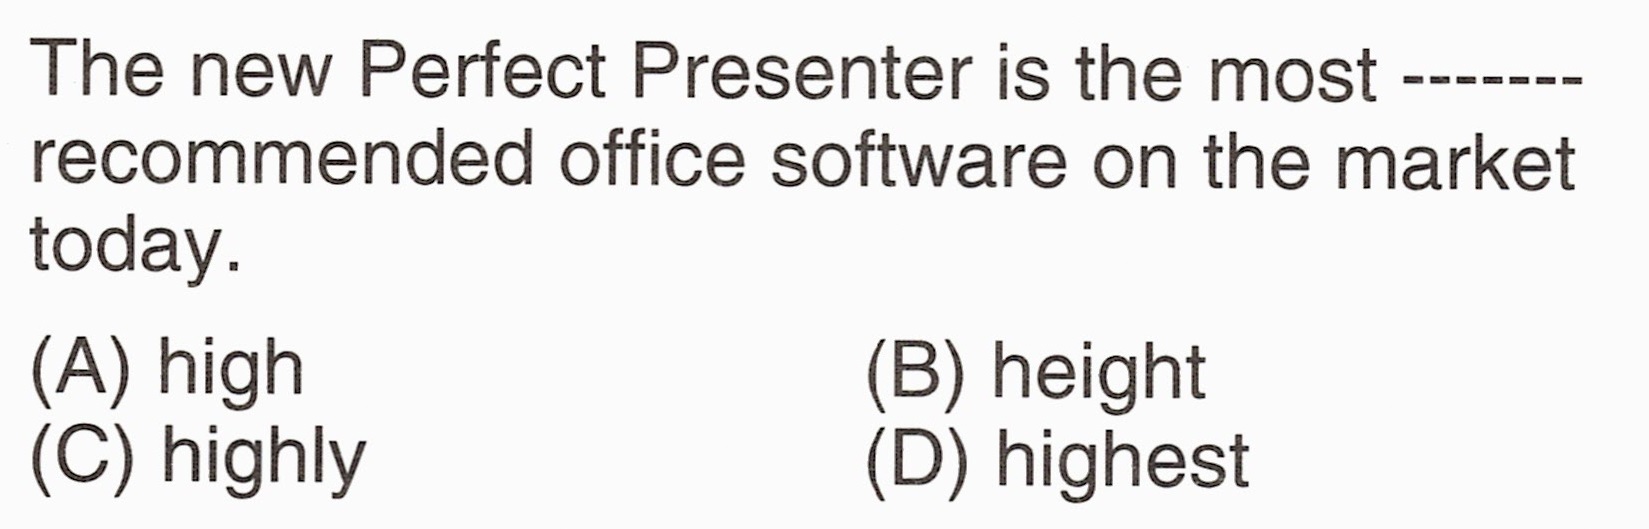 The new Perfect Presenter is the most -------
recommended office software on the market
today.
(A) high (B) height
(C) highly (D) highest